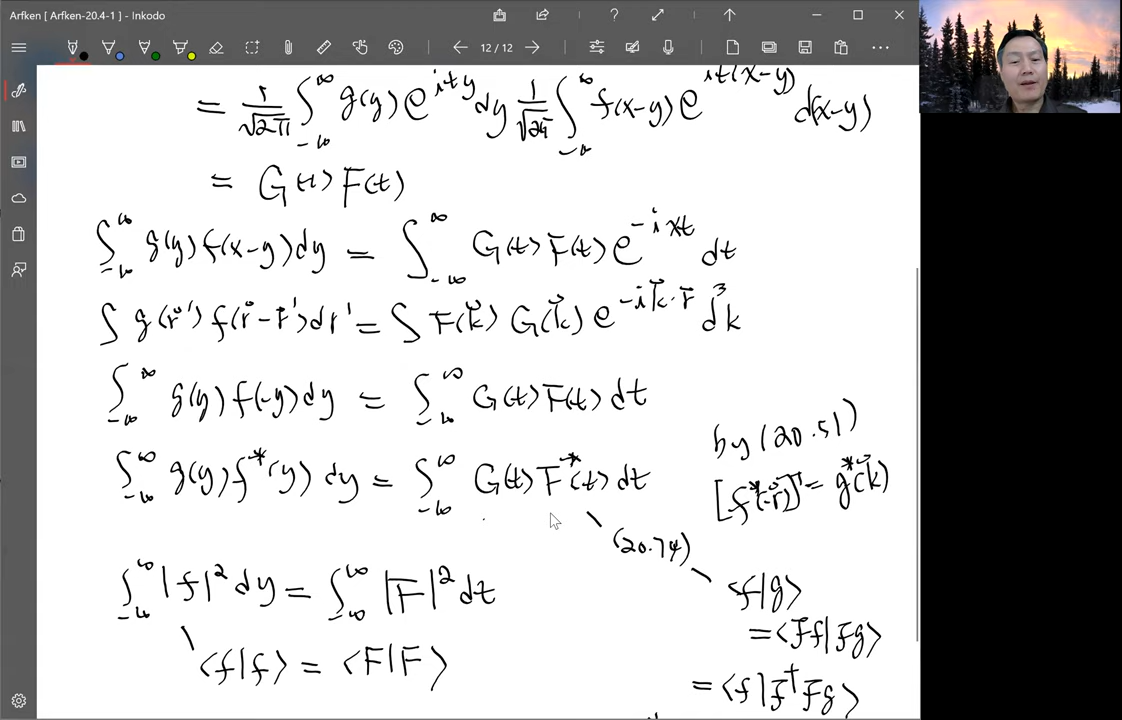 Arfken [ Arfken-20.4-1 ] - Inkodo
12 / 12
= 1/√2π ∫_{-∞}^{∞} g(y) e^{ity} dy 1/√2π ∫_{-∞}^{∞} f(x-y) e^{it(x-y)} d(x-y)
= G(t) F(t)
∫_{-∞}^{∞} g(y) f(x-y) dy = ∫_{-∞}^{∞} G(t) F(t) e^{-ixt} dt
∫ g(r⃗') f(r⃗-r⃗') dr' = ∫ F(k⃗) G(k⃗) e^{-ik⃗·r⃗} d³k
∫_{-∞}^{∞} g(y) f(-y) dy = ∫_{-∞}^{∞} G(t) F(t) dt
by (20.51)
∫_{-∞}^{∞} g(y) f*(y) dy = ∫_{-∞}^{∞} G(t) F*(t) dt
[f*(-r⃗)]ᵀ = g*(k⃗)
(20.74)
∫_{-∞}^{∞} |f|² dy = ∫_{-∞}^{∞} |F|² dt
<f|g>
= <Ff|Fg>
<f|f> = <F|F>
= <f|F†Fg>